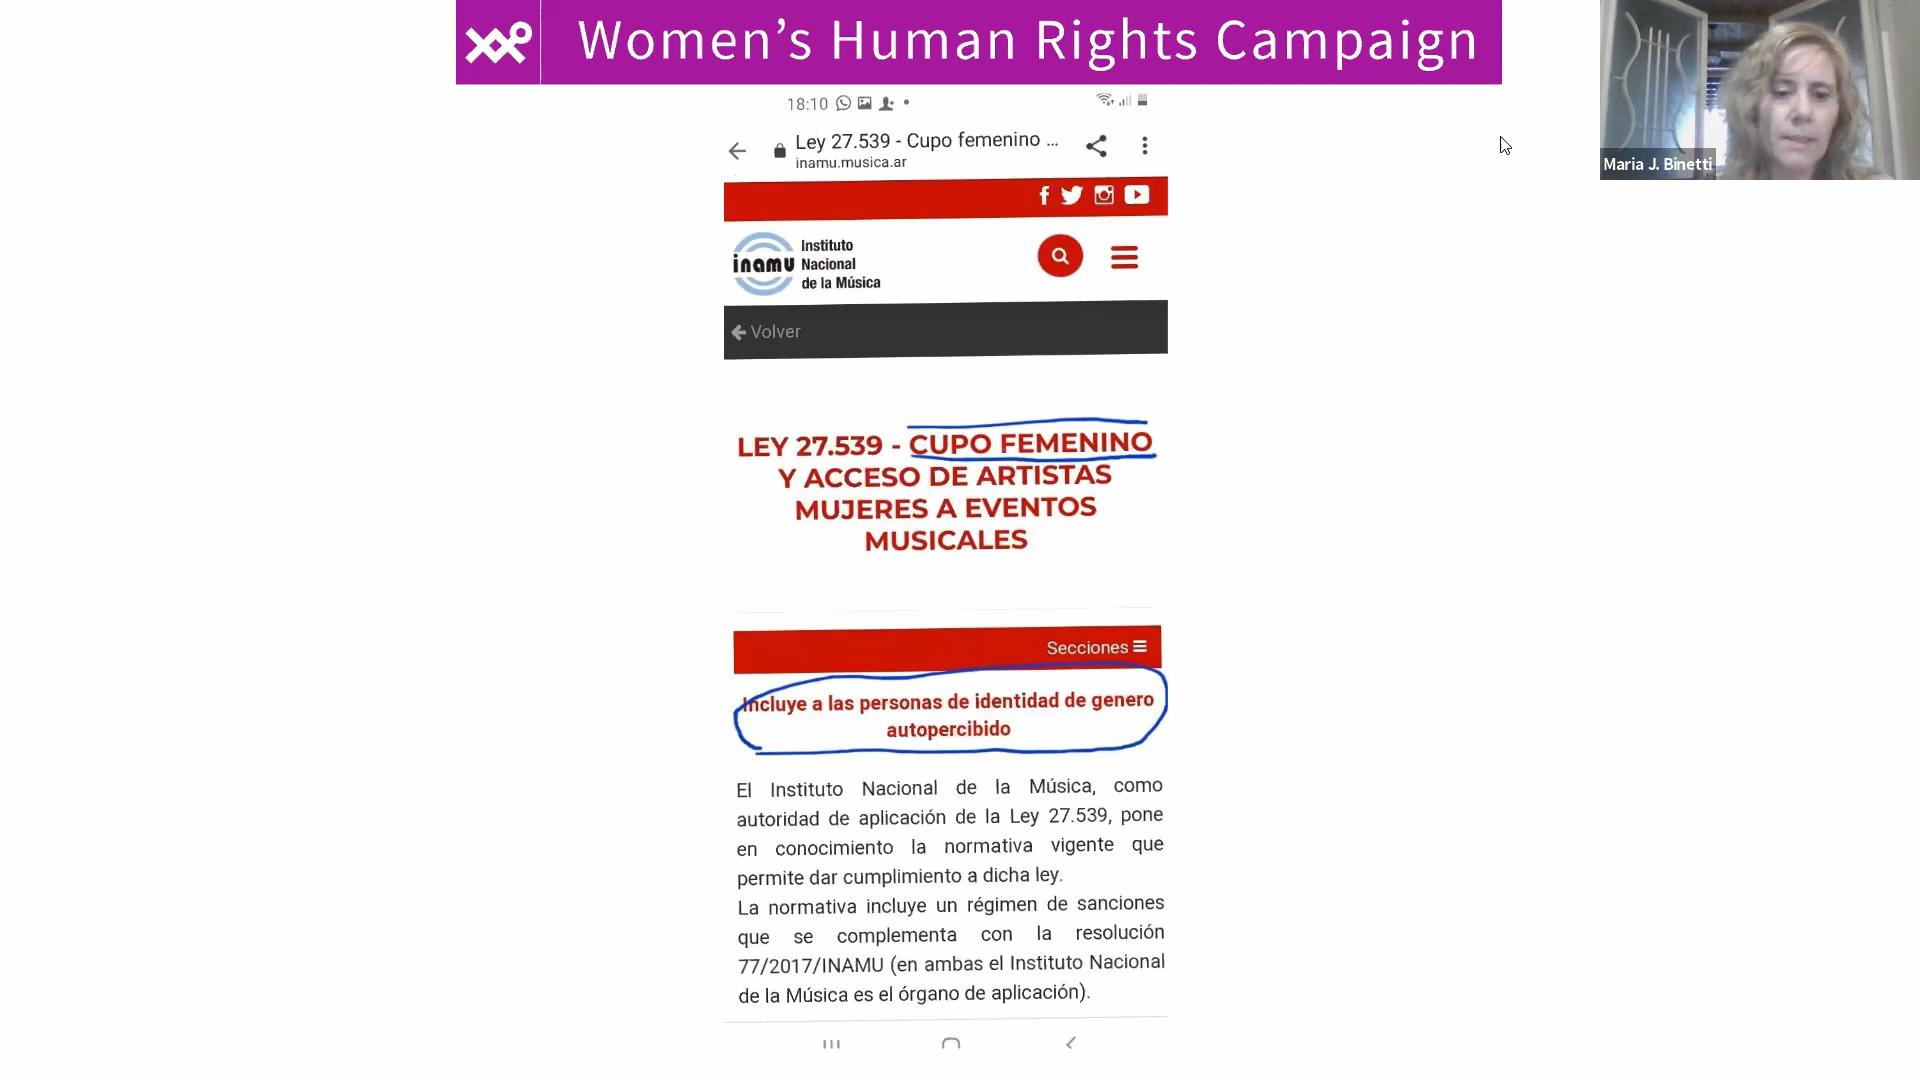 Women's Human Rights Campaign
Maria J. Binetti
18:10
Ley 27.539 - Cupo femenino ...
inamu.musica.ar
inamu
Instituto
Nacional
de la Música
Volver
LEY 27.539 - CUPO FEMENINO
Y ACCESO DE ARTISTAS
MUJERES A EVENTOS
MUSICALES
Secciones
Incluye a las personas de identidad de genero
autopercibido
El Instituto Nacional de la Música, como
autoridad de aplicación de la Ley 27.539, pone
en conocimiento la normativa vigente que
permite dar cumplimiento a dicha ley.
La normativa incluye un régimen de sanciones
que se complementa con la resolución
77/2017/INAMU (en ambas el Instituto Nacional
de la Música es el órgano de aplicación).